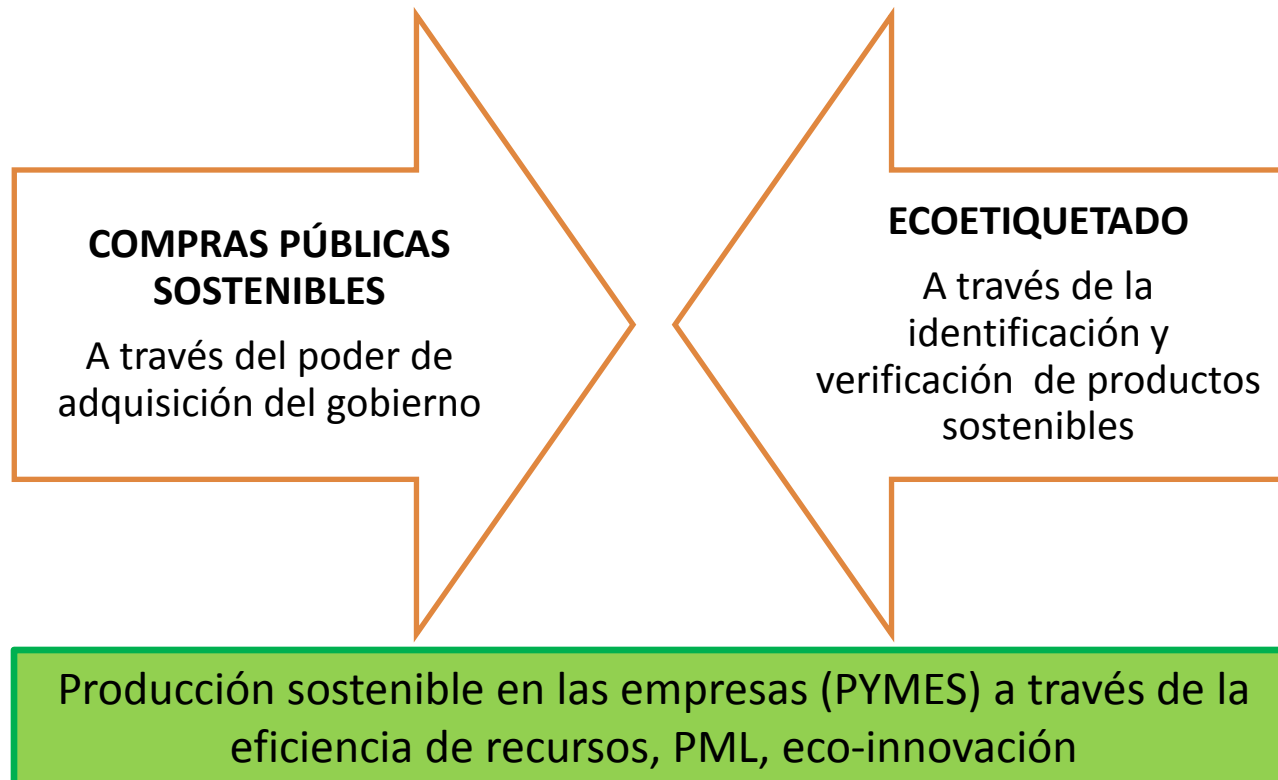 COMPRAS PÚBLICAS
SOSTENIBLES
A través del poder de
adquisición del gobierno
ECOETIQUETADO
A través de la
identificación y
verificación de productos
sostenibles
Producción sostenible en las empresas (PYMES) a través de la
eficiencia de recursos, PML, eco-innovación